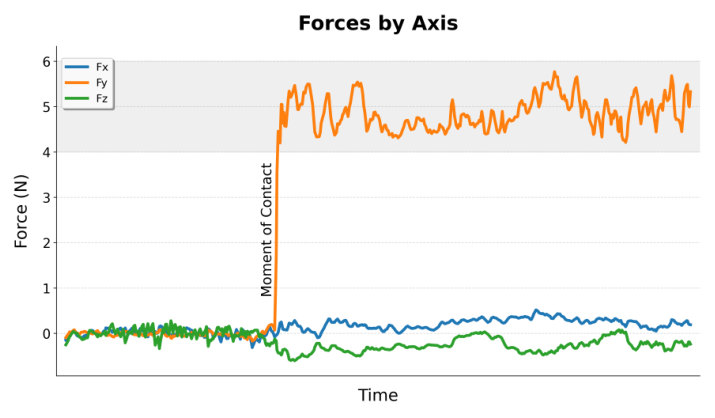 Forces by Axis
Fx
Fy
Fz
6
5
4
3
2
1
0
Force (N)
Moment of Contact
Time